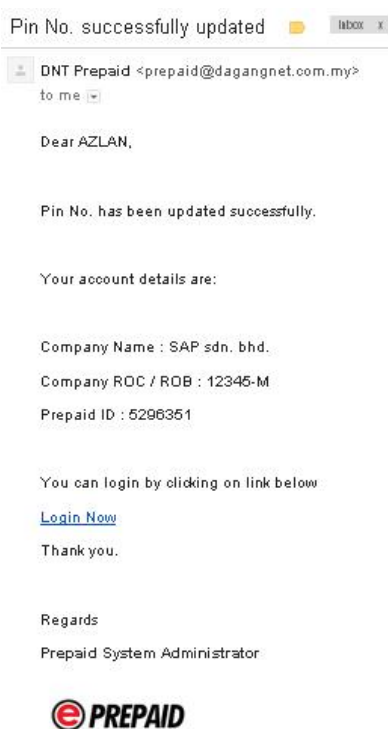 Pin No. successfully updated Inbox x
DNT Prepaid <prepaid@dagangnet.com.my>
to me
Dear AZLAN,
Pin No. has been updated successfully.
Your account details are:
Company Name : SAP sdn. bhd.
Company ROC / ROB : 12345-M
Prepaid ID : 5296351
You can login by clicking on link below
Login Now
Thank you.
Regards
Prepaid System Administrator
e PREPAID